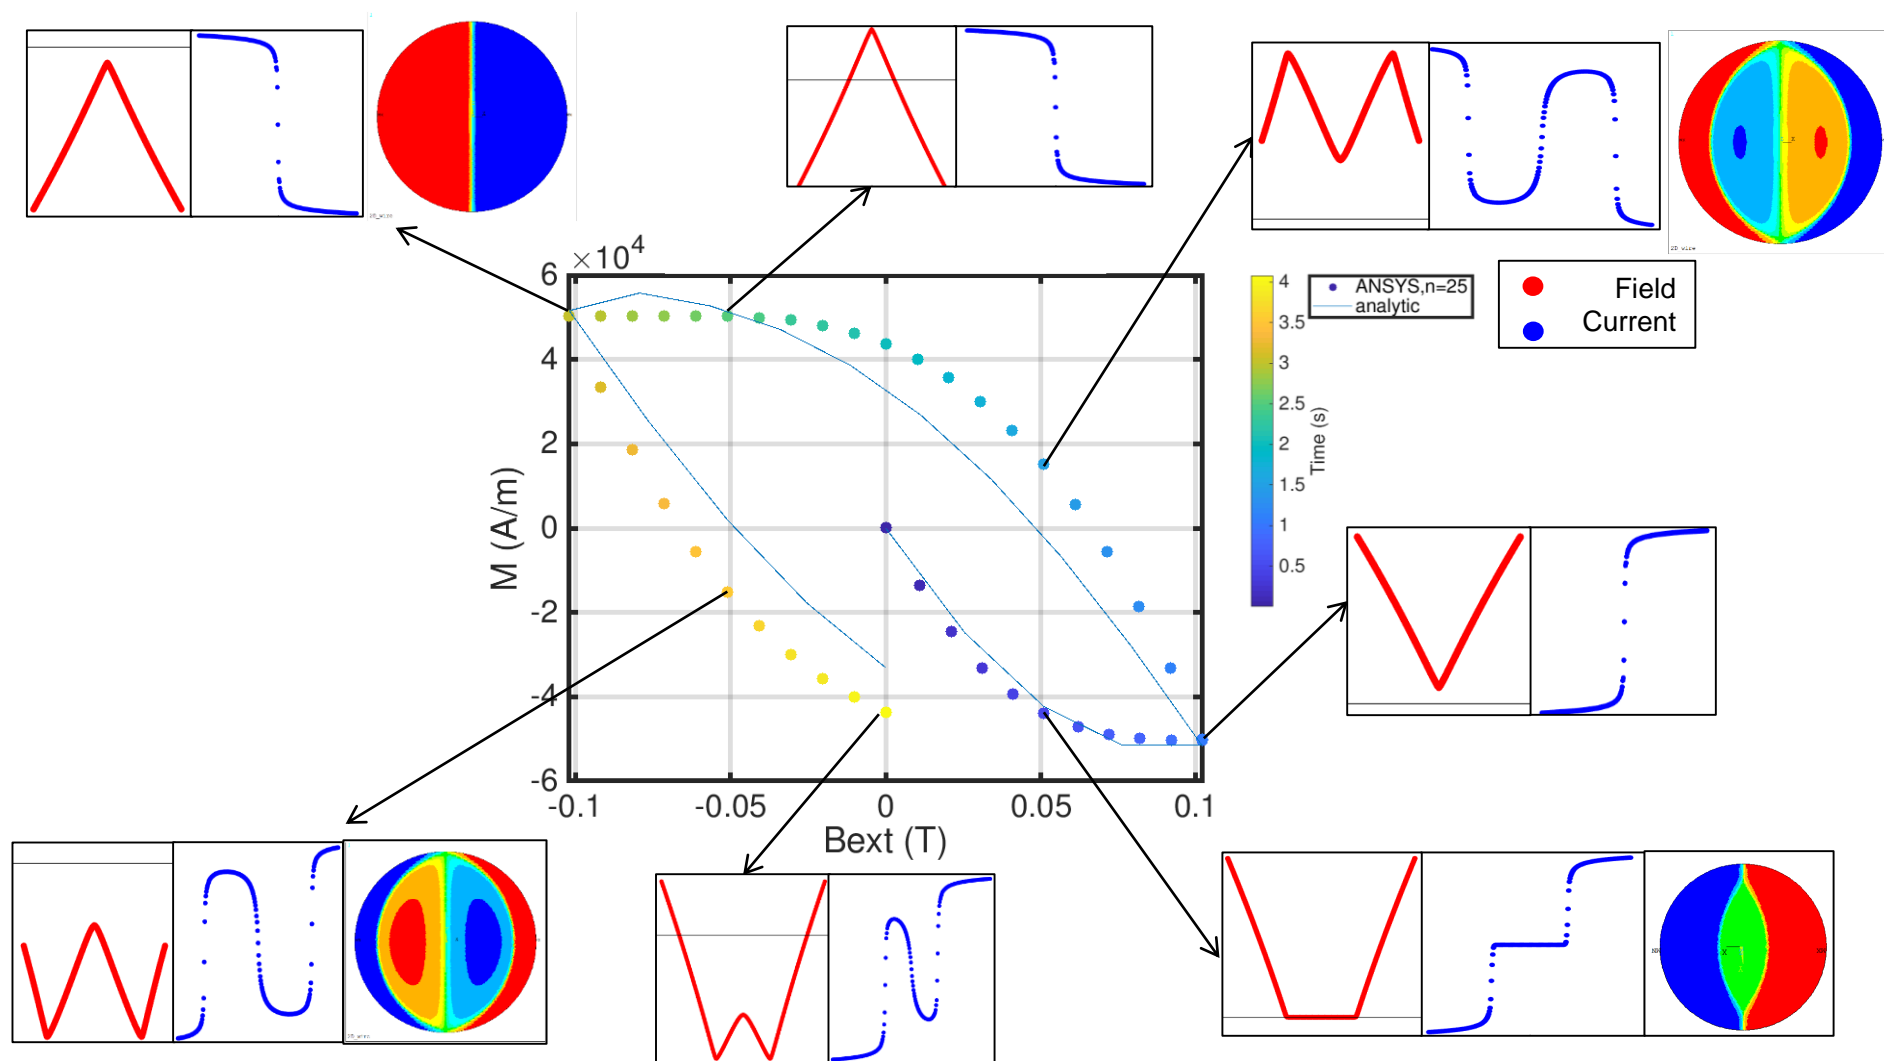 ×10⁴
6
4
2
0
-2
-4
-6
M (A/m)
-0.1
-0.05
0
0.05
0.1
Bext (T)
4
3.5
3
2.5
2
1.5
1
0.5
Time (s)
ANSYS,n=25
analytic
Field
Current
2D_wire